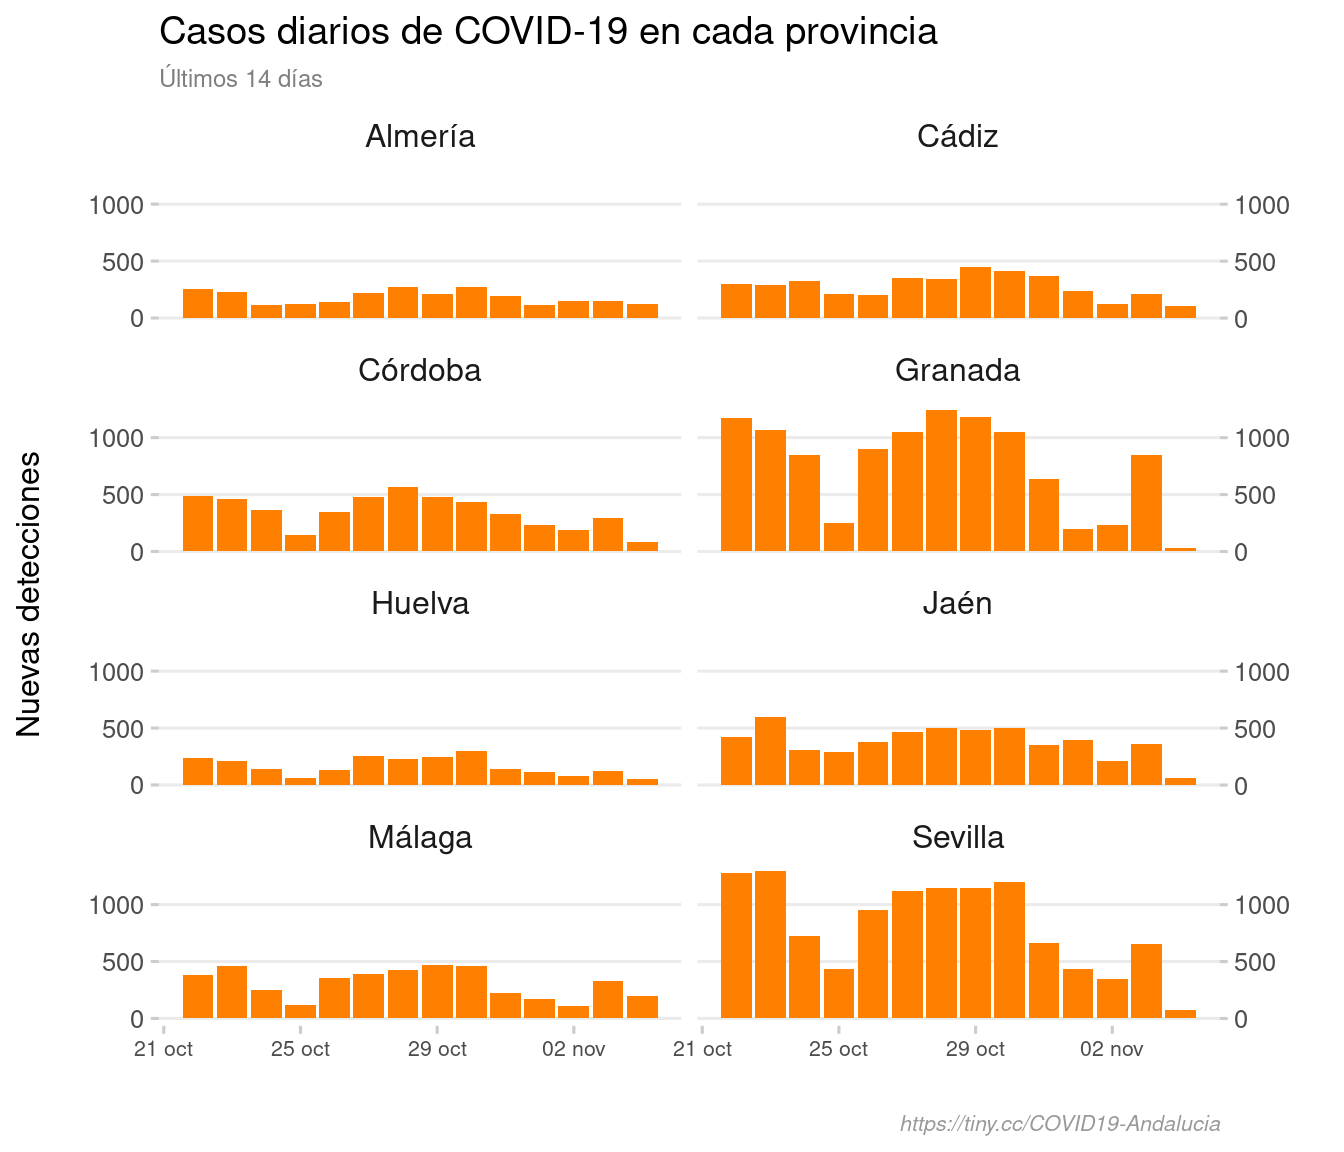 Casos diarios de COVID-19 en cada provincia
Últimos 14 días
Nuevas detecciones
Almería
Cádiz
1000
500
0
1000
500
0
Córdoba
Granada
1000
500
0
1000
500
0
Huelva
Jaén
1000
500
0
1000
500
0
Málaga
Sevilla
1000
500
0
1000
500
0
21 oct 25 oct 29 oct 02 nov
21 oct 25 oct 29 oct 02 nov
https://tiny.cc/COVID19-Andalucia